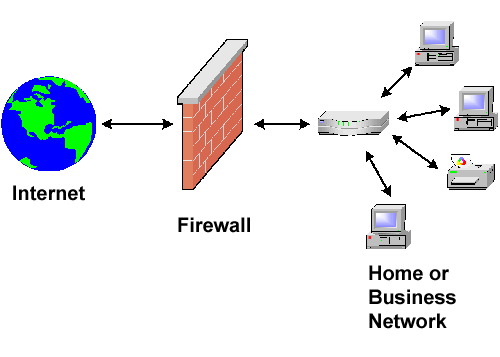 Internet
Firewall
Home or
Business
Network